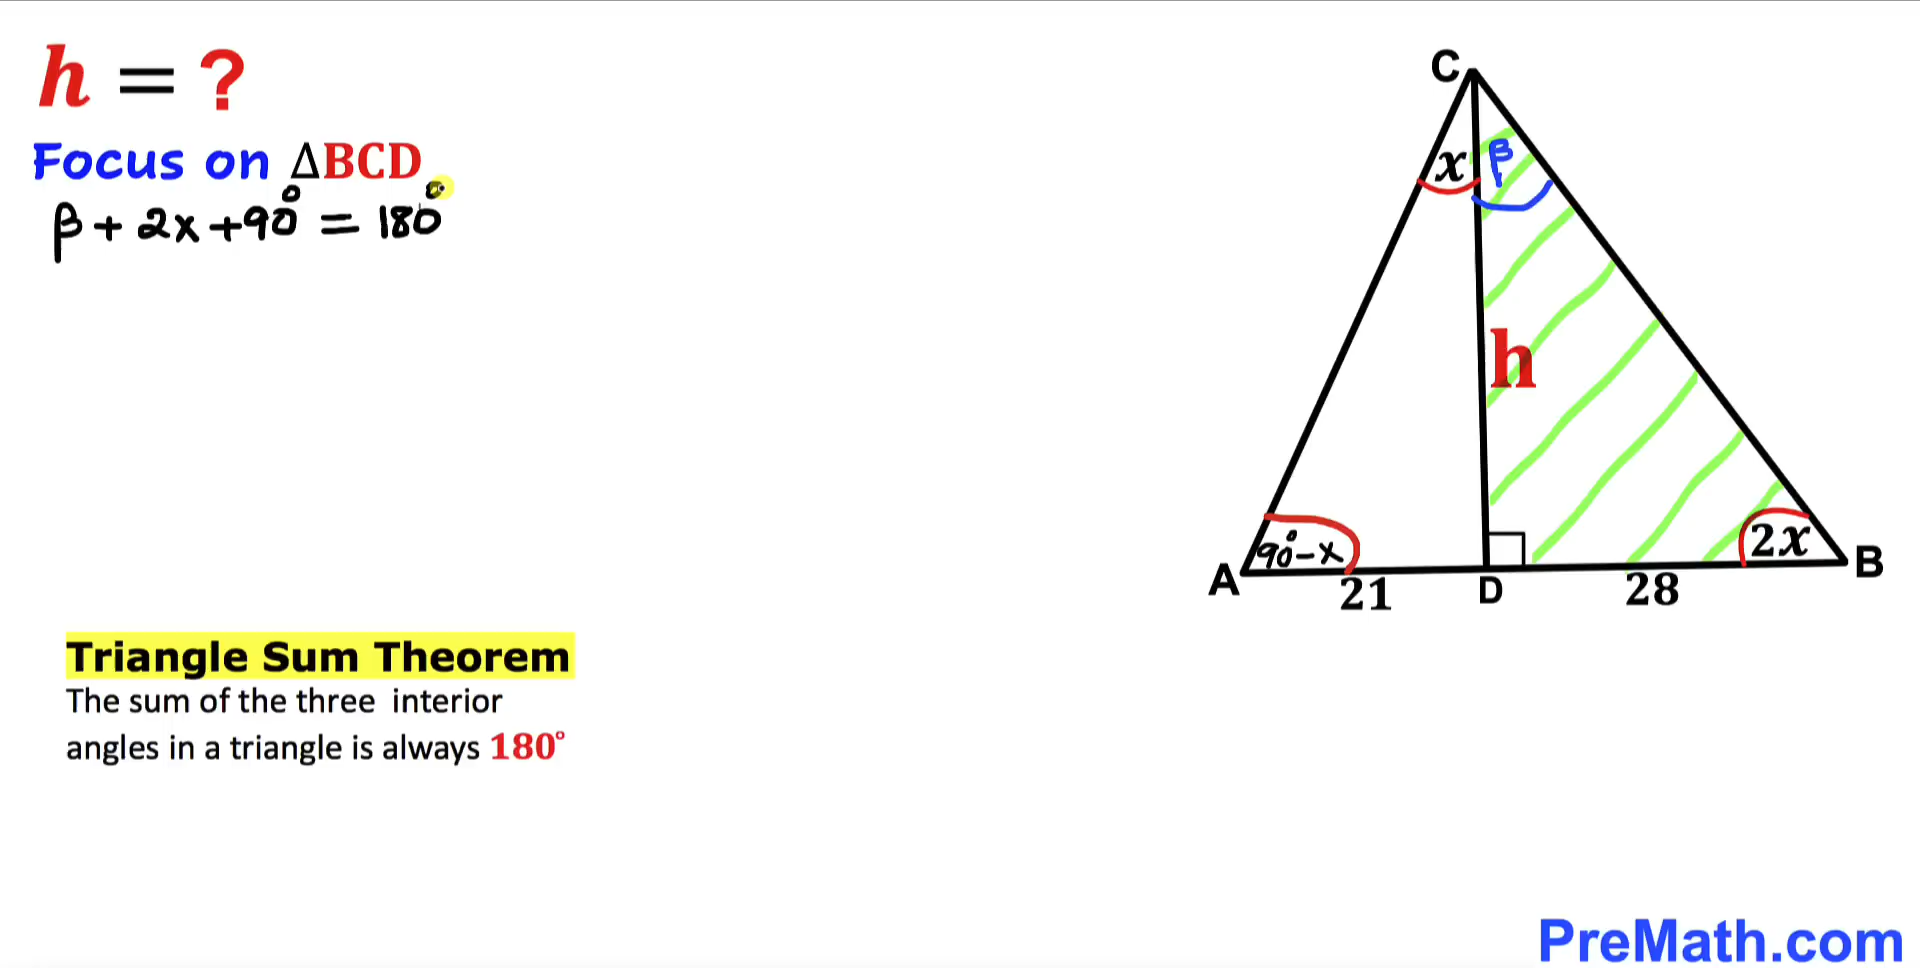 h = ?
Focus on ΔBCD
β + 2x + 90° = 180°
C
x β
h
90° - x
2x
A
21
D
28
B
Triangle Sum Theorem
The sum of the three interior
angles in a triangle is always 180°
PreMath.com